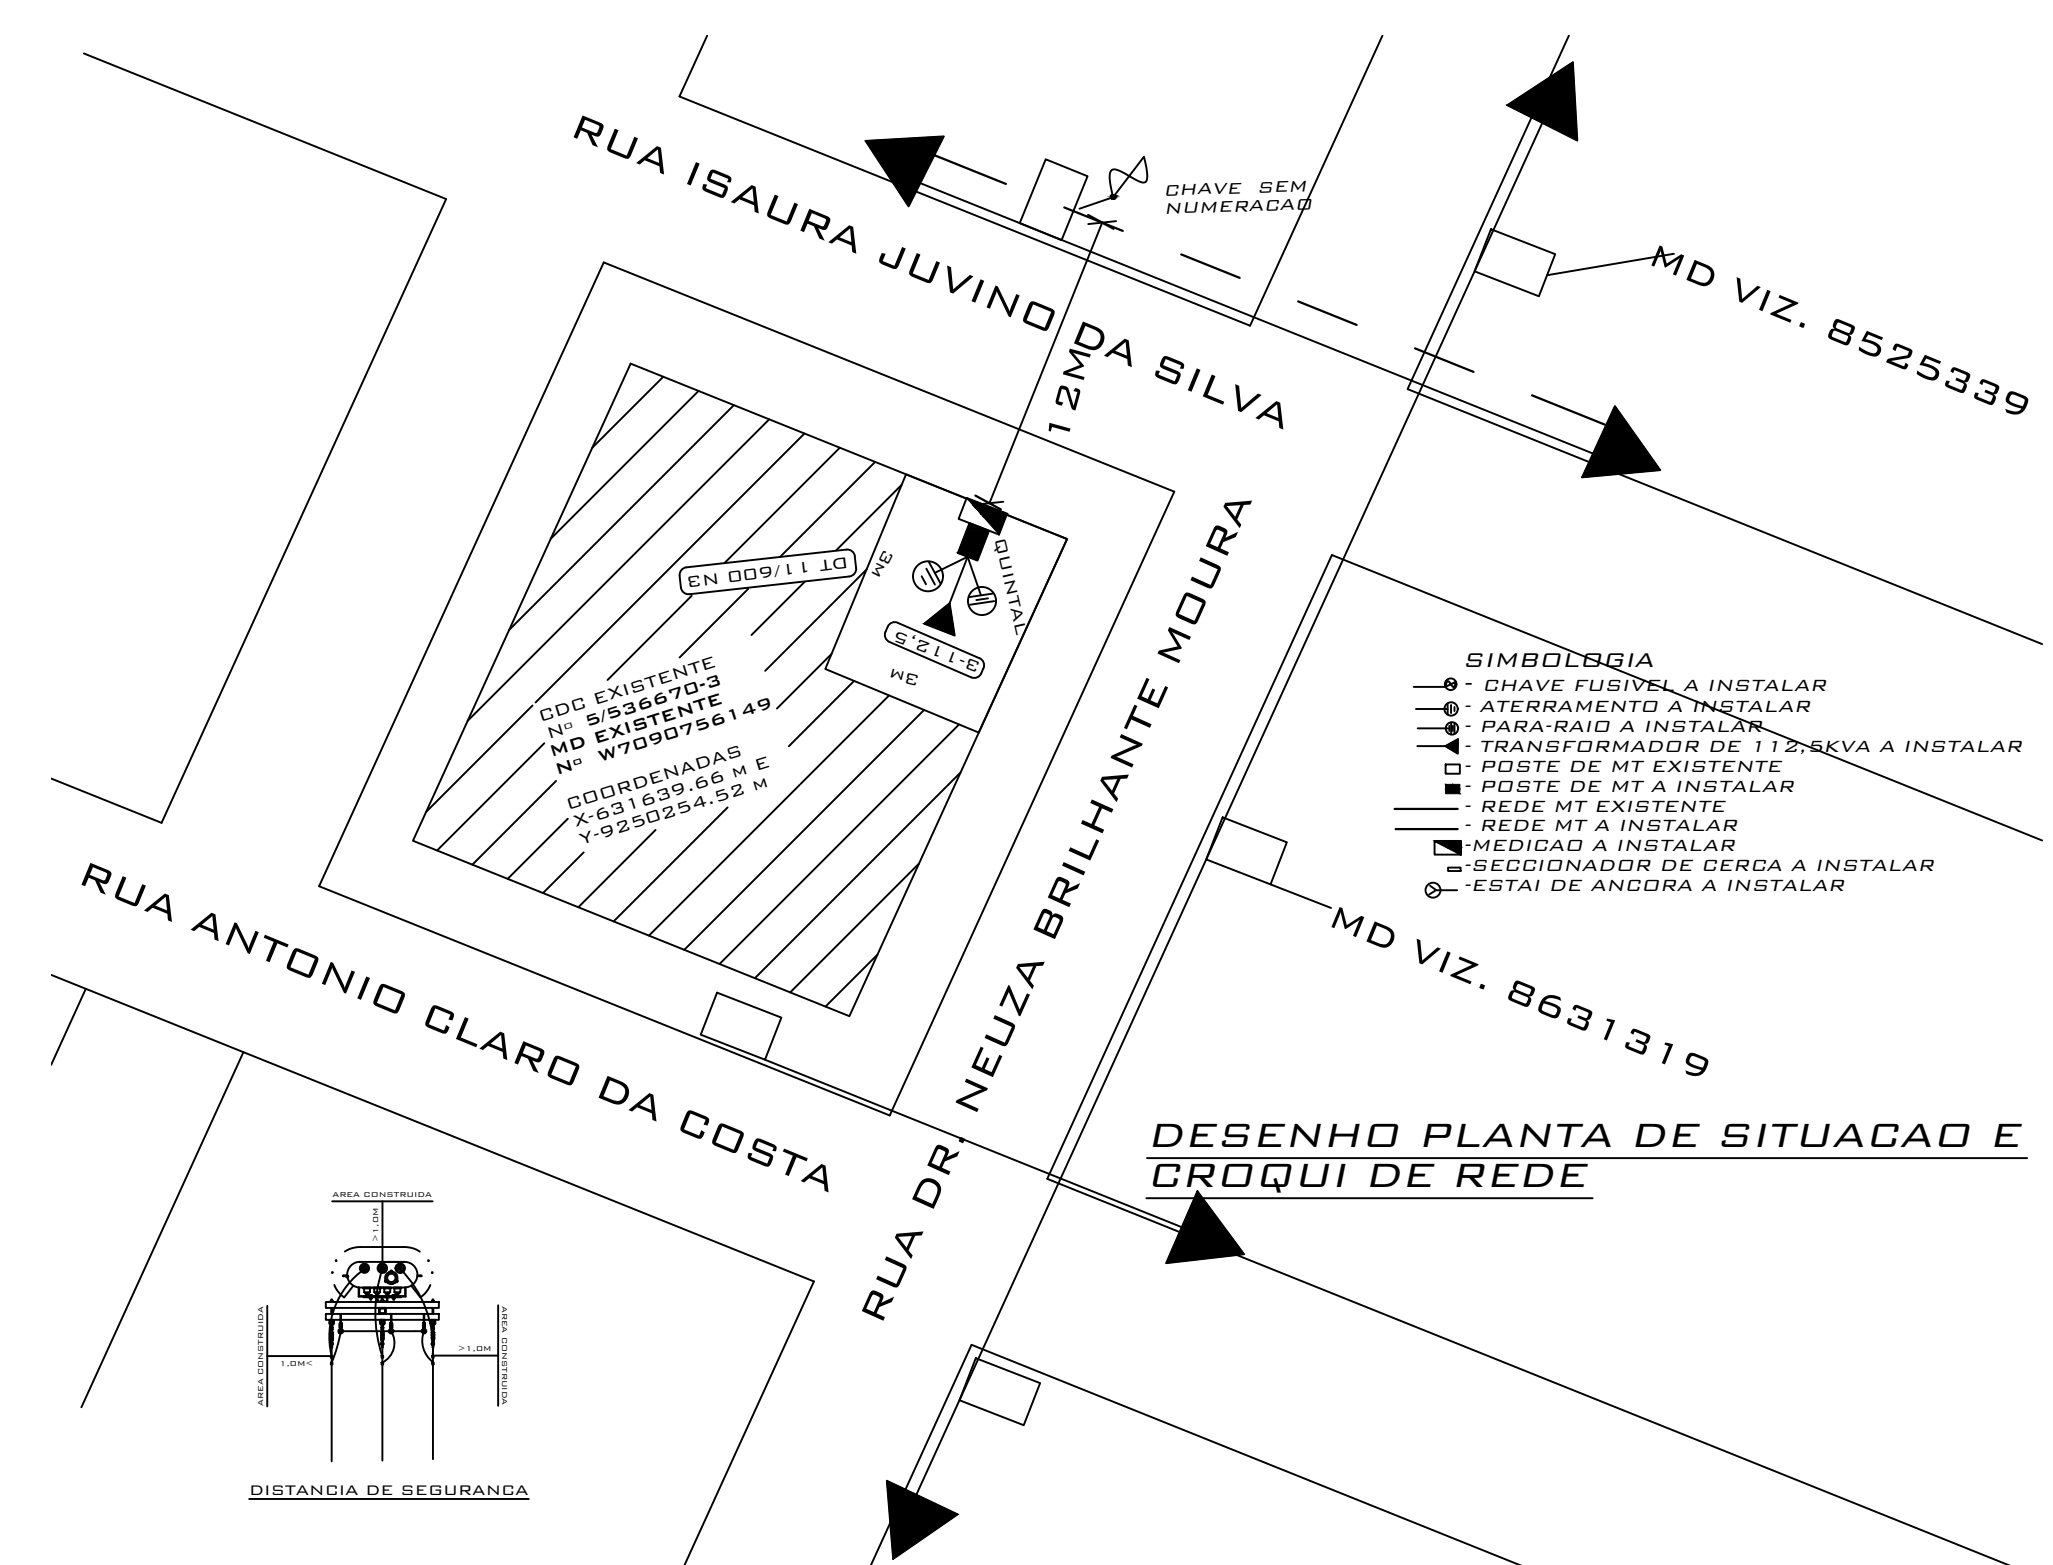 RUA ISAURA JUVINO DA SILVA
CHAVE SEM
NUMERACAO
MD VIZ. 8525339
12M
DT 11/600 N3
3M
QUINTAL
3-112,5
3M
CDC EXISTENTE
Nº 5/536670-3
MD EXISTENTE
Nº W7090756149
COORDENADAS
X-631639.66 M E
Y-9250254.52 M
RUA DR. NEUZA BRILHANTE MOURA
SIMBOLOGIA
- CHAVE FUSIVEL A INSTALAR
- ATERRAMENTO A INSTALAR
- PARA-RAIO A INSTALAR
- TRANSFORMADOR DE 112,5KVA A INSTALAR
- POSTE DE MT EXISTENTE
- POSTE DE MT A INSTALAR
- REDE MT EXISTENTE
- REDE MT A INSTALAR
-MEDICAO A INSTALAR
-SECCIONADOR DE CERCA A INSTALAR
-ESTAI DE ANCORA A INSTALAR
RUA ANTONIO CLARO DA COSTA
MD VIZ. 8631319
DESENHO PLANTA DE SITUACAO E
CROQUI DE REDE
AREA CONSTRUIDA
>1,0M
AREA CONSTRUIDA
1,0M<
>1,0M
AREA CONSTRUIDA
DISTANCIA DE SEGURANCA